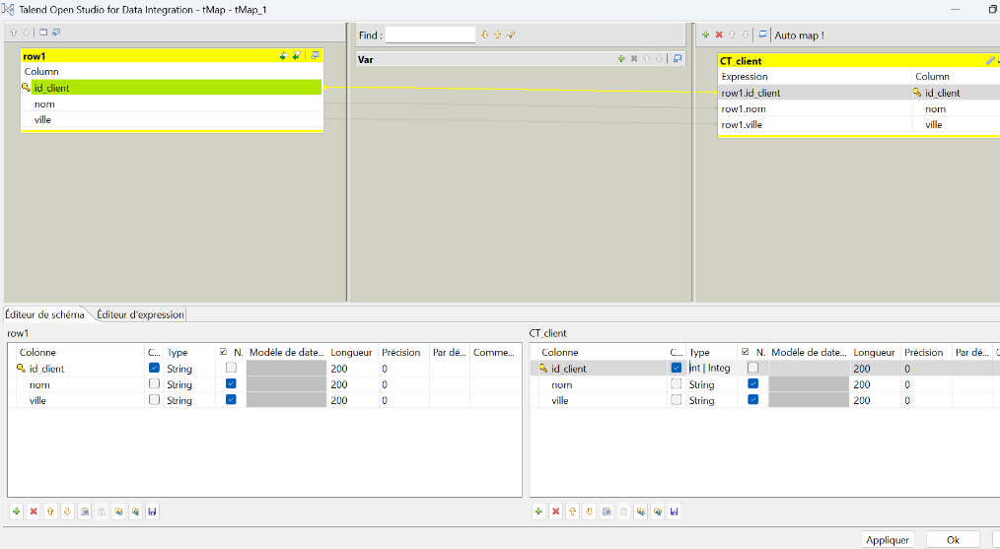 Talend Open Studio for Data Integration - tMap - tMap_1
Find :
Auto map !
row1
Column
id_client
nom
ville
Var
CT_client
Expression Column
row1.id_client id_client
row1.nom nom
row1.ville ville
Éditeur de schéma Éditeur d'expression
row1
Colonne C... Type N. Modèle de date... Longueur Précision Par dé... Comme...
id_client String 200 0
nom String 200 0
ville String 200 0
CT_client
Colonne C... Type N. Modèle de date... Longueur Précision Par dé...
id_client int | Integ 200 0
nom String 200 0
ville String 200 0
Appliquer Ok